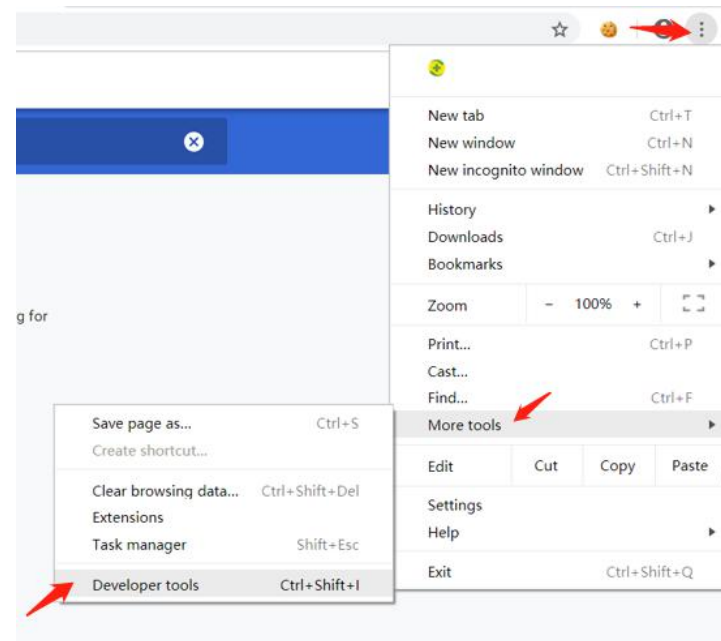 New tab Ctrl+T
New window Ctrl+N
New incognito window Ctrl+Shift+N
History
Downloads Ctrl+J
Bookmarks
Zoom - 100% +
g for
Print... Ctrl+P
Cast...
Find... Ctrl+F
More tools
Edit Cut Copy Paste
Settings
Help
Exit Ctrl+Shift+Q
Save page as... Ctrl+S
Create shortcut...
Clear browsing data... Ctrl+Shift+Del
Extensions
Task manager Shift+Esc
Developer tools Ctrl+Shift+I